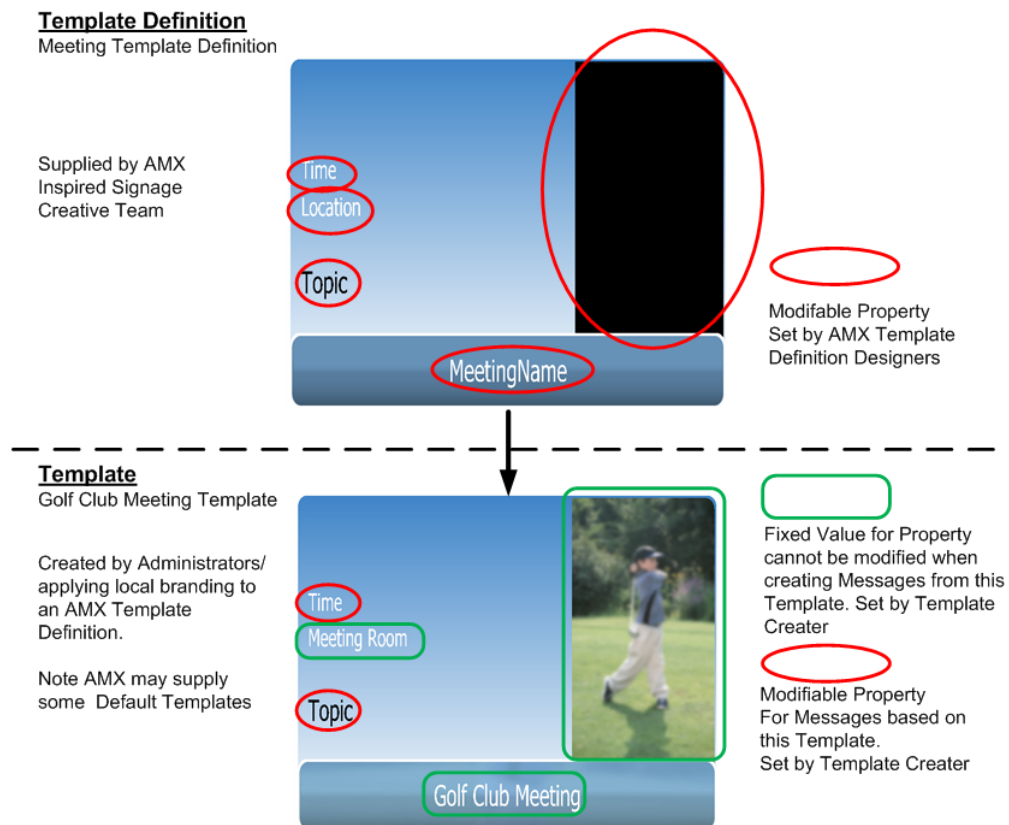 Template Definition
Meeting Template Definition
Supplied by AMX
Inspired Signage
Creative Team
Time
Location
Topic
MeetingName
Modifable Property
Set by AMX Template
Definition Designers
Template
Golf Club Meeting Template
Created by Administrators/
applying local branding to
an AMX Template
Definition.
Note AMX may supply
some  Default Templates
Time
Meeting Room
Topic
Golf Club Meeting
Fixed Value for Property
cannot be modified when
creating Messages from this
Template. Set by Template
Creater
Modifiable Property
For Messages based on
this Template.
Set by Template Creater